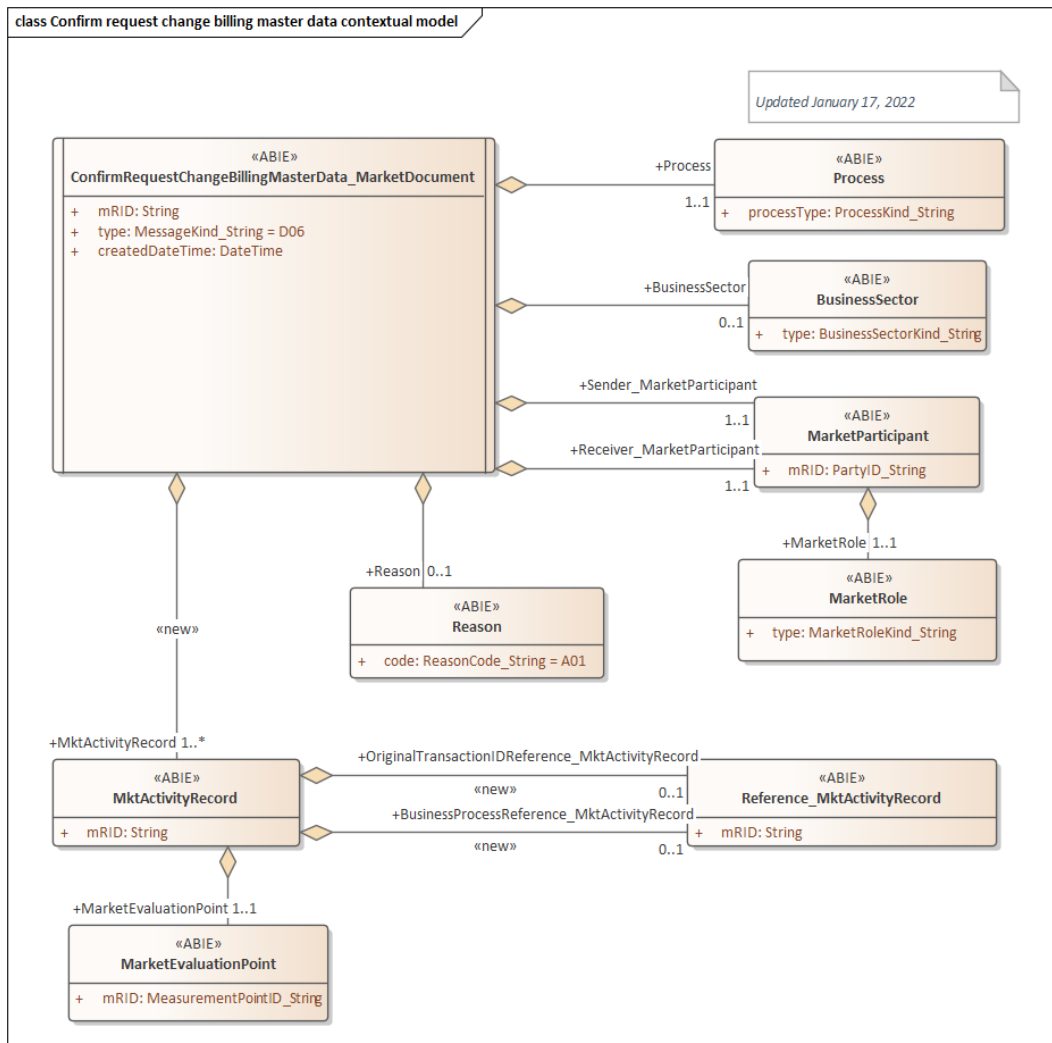 class Confirm request change billing master data contextual model
Updated January 17, 2022
«ABIE»
ConfirmRequestChangeBillingMasterData_MarketDocument
+ mRID: String
+ type: MessageKind_String = D06
+ createdDateTime: DateTime
+Process
1..1
«ABIE»
Process
+ processType: ProcessKind_String
+BusinessSector
0..1
«ABIE»
BusinessSector
+ type: BusinessSectorKind_String
+Sender_MarketParticipant
1..1
+Receiver_MarketParticipant
1..1
«ABIE»
MarketParticipant
+ mRID: PartyID_String
+MarketRole 1..1
«ABIE»
MarketRole
+ type: MarketRoleKind_String
+Reason 0..1
«ABIE»
Reason
+ code: ReasonCode_String = A01
«new»
+MktActivityRecord 1..*
«ABIE»
MktActivityRecord
+ mRID: String
+OriginalTransactionIDReference_MktActivityRecord
«new»
0..1
+BusinessProcessReference_MktActivityRecord
«new»
0..1
«ABIE»
Reference_MktActivityRecord
+ mRID: String
+MarketEvaluationPoint 1..1
«ABIE»
MarketEvaluationPoint
+ mRID: MeasurementPointID_String